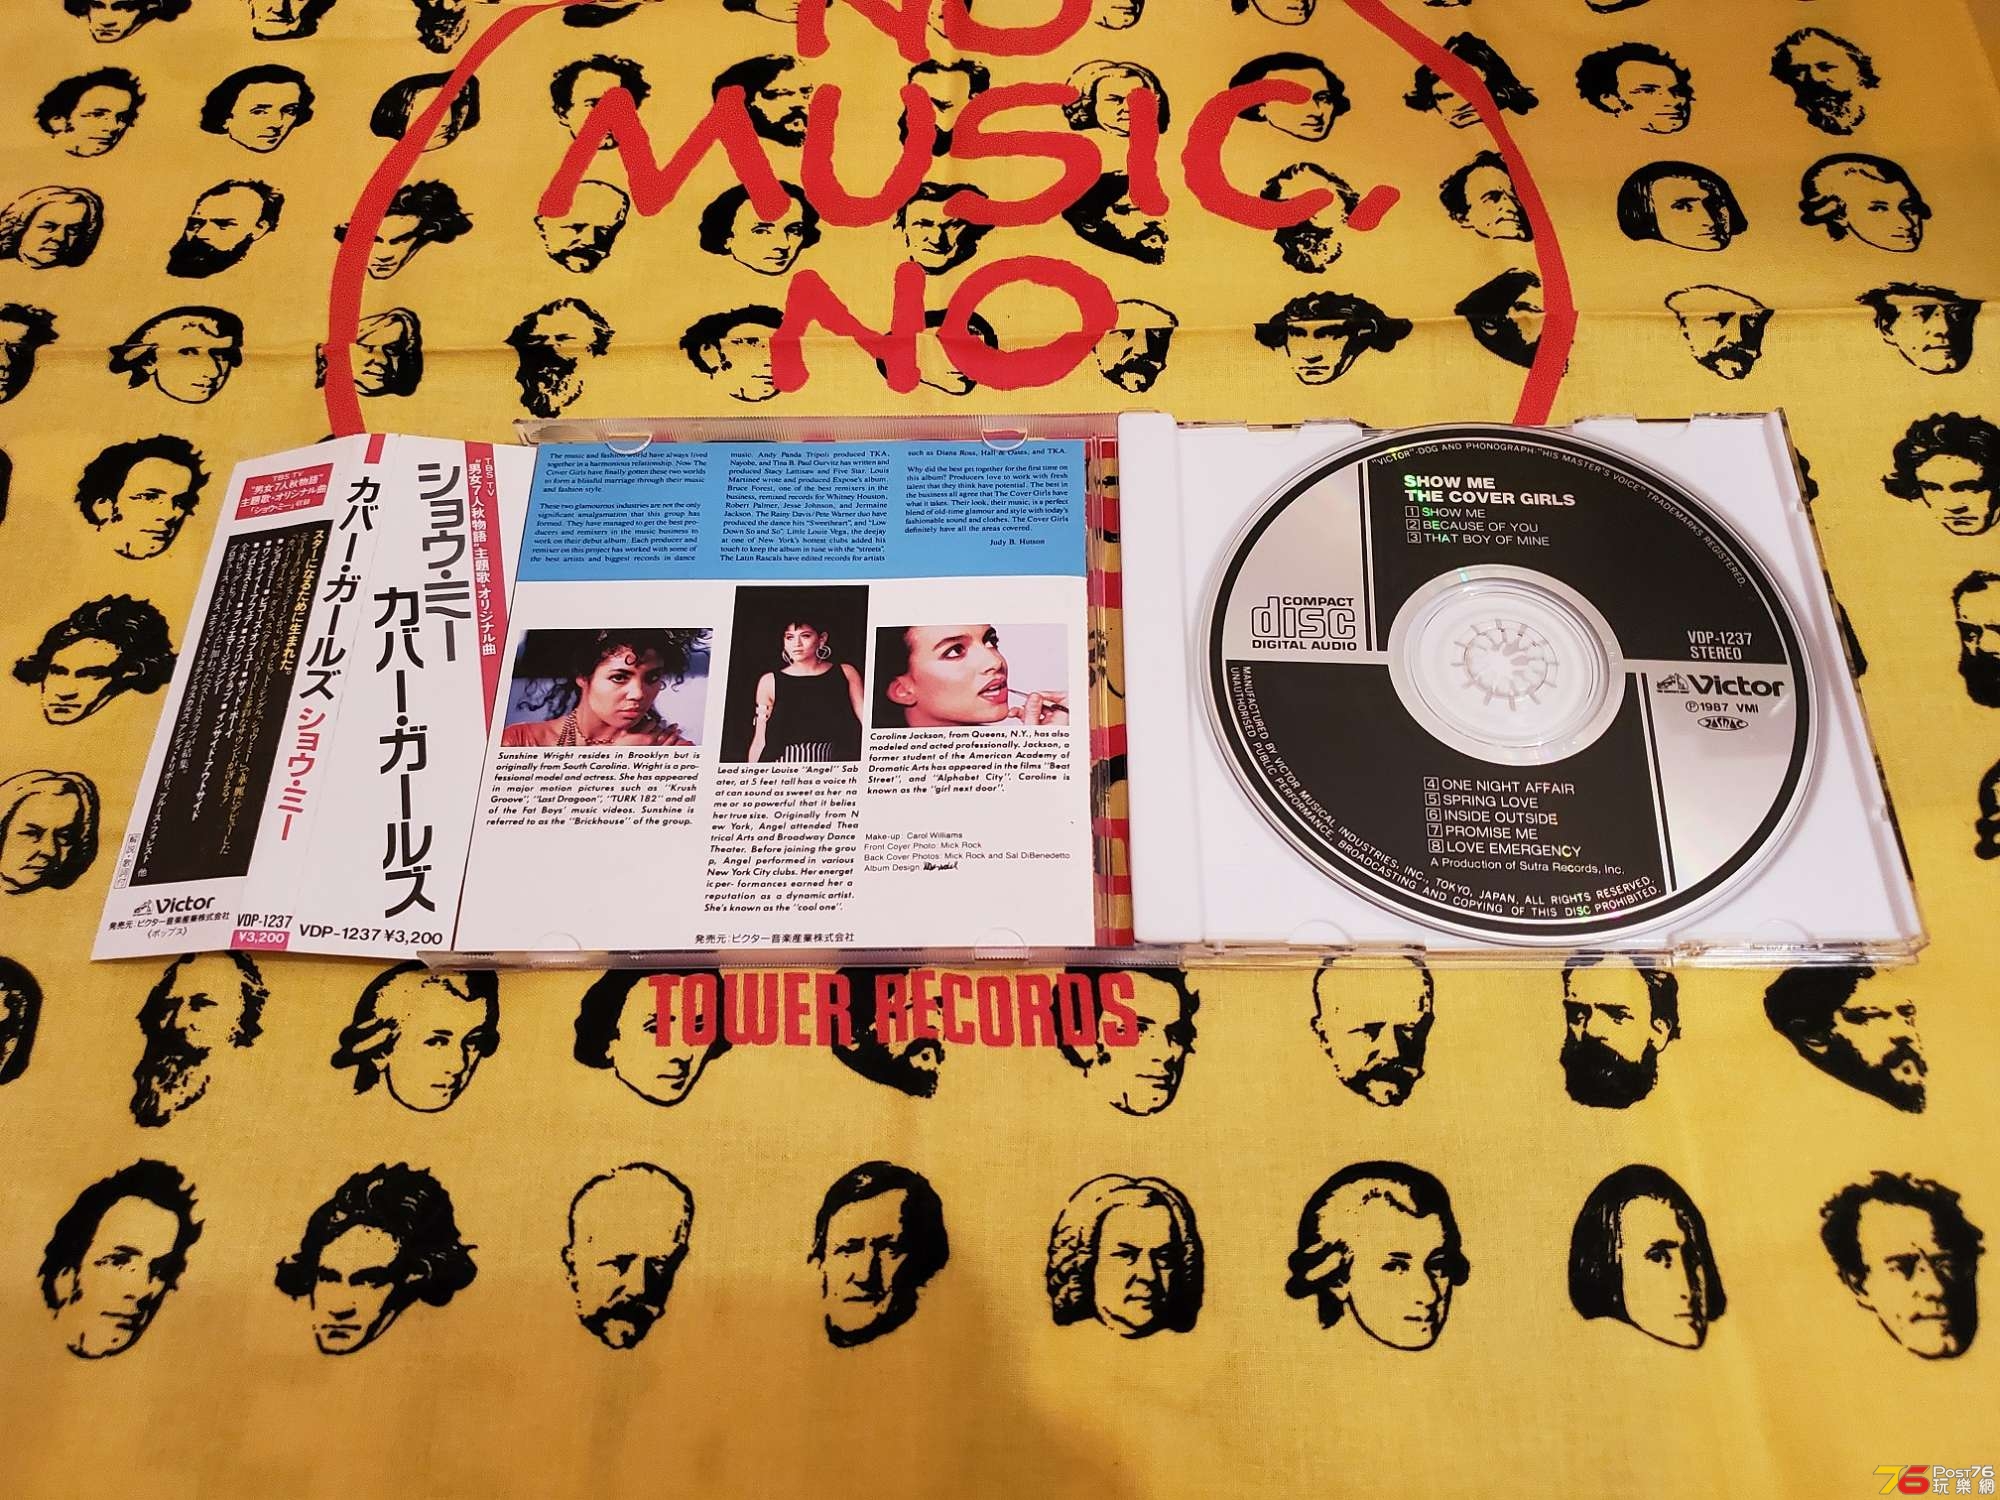 NO
MUSIC,
NO
TOWER RECORDS
TBS TV
"男女7人秋物語"
主題歌・オリジナル曲
「ショウ・ミー」収録
スターになるために生まれた。
カバー・ガールズ ショウ・ミー
Victor
発売元:ビクター音楽産業株式会社
《ポップス》
VDP-1237
¥3,200
ショウ・ミー
カバー・ガールズ
VDP-1237 ¥3,200
TBS TV
"男女7人秋物語"主題歌・オリジナル曲
The music and fashion world have always lived
together in a harmonious relationship. Now The
Cover Girls have finally gotten these two worlds
to form a blissful marriage through their music
and fashion style.
These two glamourous industries are not the only
significant amalgamation that this group has
formed. They have managed to get the best pro-
ducers and remixers in the music business to
work on their debut album. Each producer and
remixer on this project has worked with some of
the best artists and biggest records in dance
music. Andy Panda Tripoli produced TKA,
Nayobe, and Tina B. Paul Gurvitz has written and
produced Stacy Lattisaw and Five Star. Louis
Martineé wrote and produced Expose's album.
Bruce Forest, one of the best remixers in the
business, remixed records for Whitney Houston,
Robert Palmer, Jesse Johnson, and Jermaine
Jackson. The Rainy Davis/Pete Warner duo have
produced the dance hits "Sweetheart", and "Low
Down So and So". Little Louie Vega, the deejay
at one of New York's hottest clubs added his
touch to keep the album in tune with the "streets".
The Latin Rascals have edited records for artists
such as Diana Ross, Hall & Oates, and TKA.
Why did the best get together for the first time on
this album? Producers love to work with fresh
talent that they think have potential. The best in
the business all agree that The Cover Girls have
what it takes. Their look, their music, is a perfect
blend of old-time glamour and style with today's
fashionable sound and clothes. The Cover Girls
definitely have all the areas covered.
Judy B. Hutson
Sunshine Wright resides in Brooklyn but is
originally from South Carolina. Wright is a pro-
fessional model and actress. She has appeared
in major motion pictures such as "Krush
Groove", "Last Dragoon", "TURK 182" and all
of the Fat Boys' music videos. Sunshine is
referred to as the "Brickhouse" of the group.
Lead singer Louise "Angel" Sab
ater, at 5 feet tall has a voice th
at can sound as sweet as her na
me or so powerful that it belies
her true size. Originally from N
ew York, Angel attended Thea
trical Arts and Broadway Dance
Theater. Before joining the grou
p, Angel performed in various
New York City clubs. Her energet
ic per- formances earned her a
reputation as a dynamic artist.
She's known as the "cool one".
Caroline Jackson, from Queens, N.Y., has also
modeled and acted professionally. Jackson, a
former student of the American Academy of
Dramatic Arts has appeared in the films "Beat
Street", and "Alphabet City". Caroline is
known as the "girl next door".
Make-up: Carol Williams
Front Cover Photo: Mick Rock
Back Cover Photos: Mick Rock and Sal DiBenedetto
Album Design:
発売元:ビクター音楽産業株式会社
"VICTOR"-DOG AND PHONOGRAPH-"HIS MASTER'S VOICE" TRADEMARKS REGISTERED.
SHOW ME
THE COVER GIRLS
1 SHOW ME
2 BECAUSE OF YOU
3 THAT BOY OF MINE
COMPACT
disc
DIGITAL AUDIO
VDP-1237
STEREO
Victor
Ⓟ1987 VMI
JASRAC
4 ONE NIGHT AFFAIR
5 SPRING LOVE
6 INSIDE OUTSIDE
7 PROMISE ME
8 LOVE EMERGENCY
A Production of Sutra Records, Inc.
MANUFACTURED BY VICTOR MUSICAL INDUSTRIES, INC., TOKYO, JAPAN, ALL RIGHTS RESERVED.
UNAUTHORISED PUBLIC PERFORMANCE BROADCASTING AND COPYING OF THIS DISC PROHIBITED.
76 POST76
玩樂網